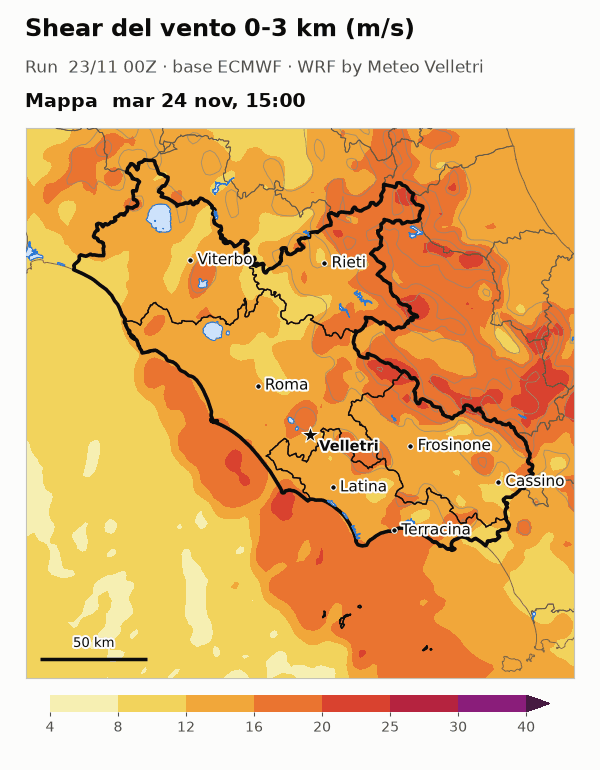 Shear del vento 0-3 km (m/s)
Run  23/11 00Z · base ECMWF · WRF by Meteo Velletri
Mappa  mar 24 nov, 15:00
Viterbo
Rieti
Roma
Velletri
Frosinone
Latina
Cassino
Terracina
50 km
4 8 12 16 20 25 30 40